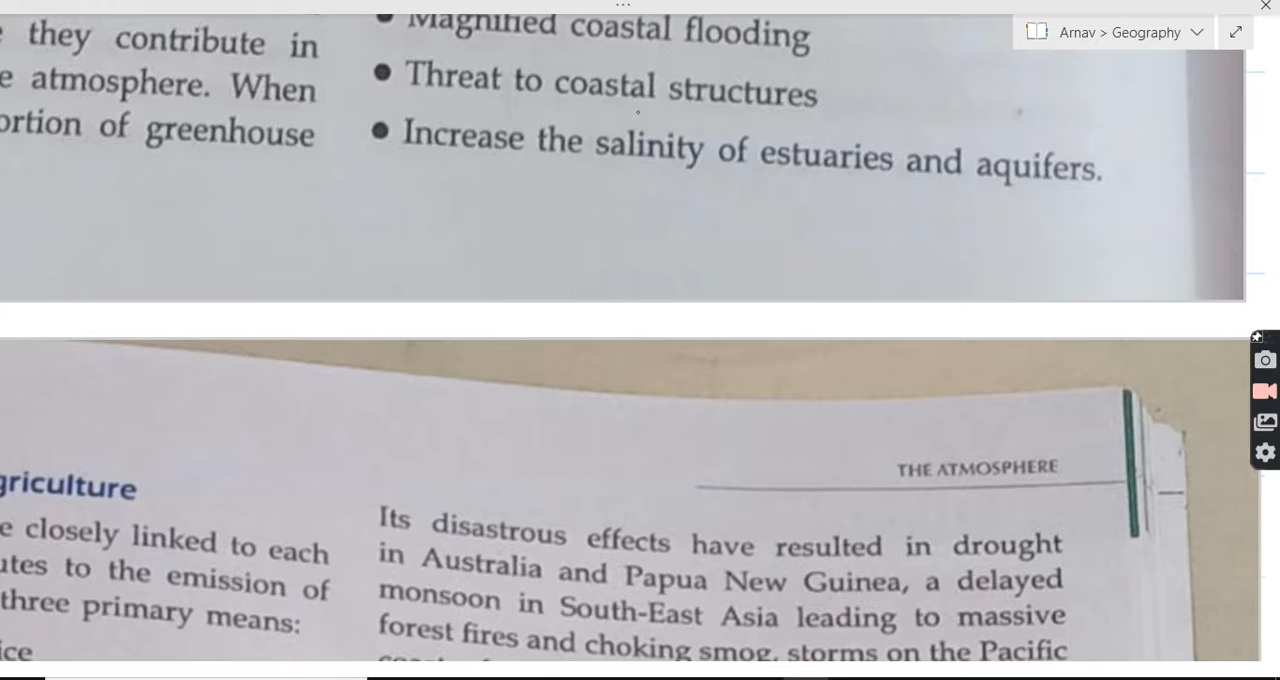 Arnav > Geography
they contribute in
e atmosphere. When
ortion of greenhouse
Magnified coastal flooding
● Threat to coastal structures
● Increase the salinity of estuaries and aquifers.
THE ATMOSPHERE
griculture
e closely linked to each
utes to the emission of
three primary means:
ice
Its disastrous effects have resulted in drought
in Australia and Papua New Guinea, a delayed
monsoon in South-East Asia leading to massive
forest fires and choking smog, storms on the Pacific